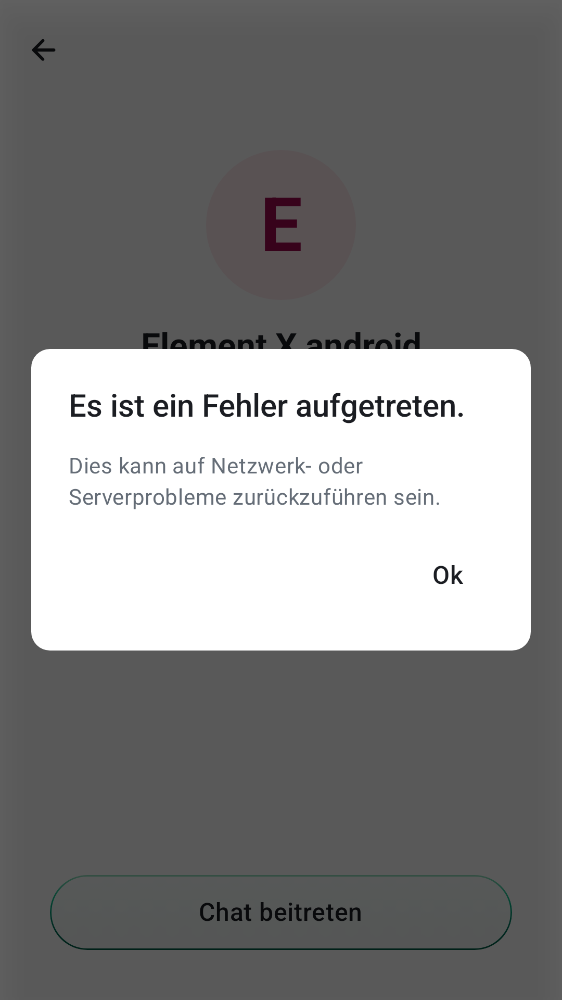 E
Element X android
Es ist ein Fehler aufgetreten.
Dies kann auf Netzwerk- oder
Serverprobleme zurückzuführen sein.
Ok
Chat beitreten